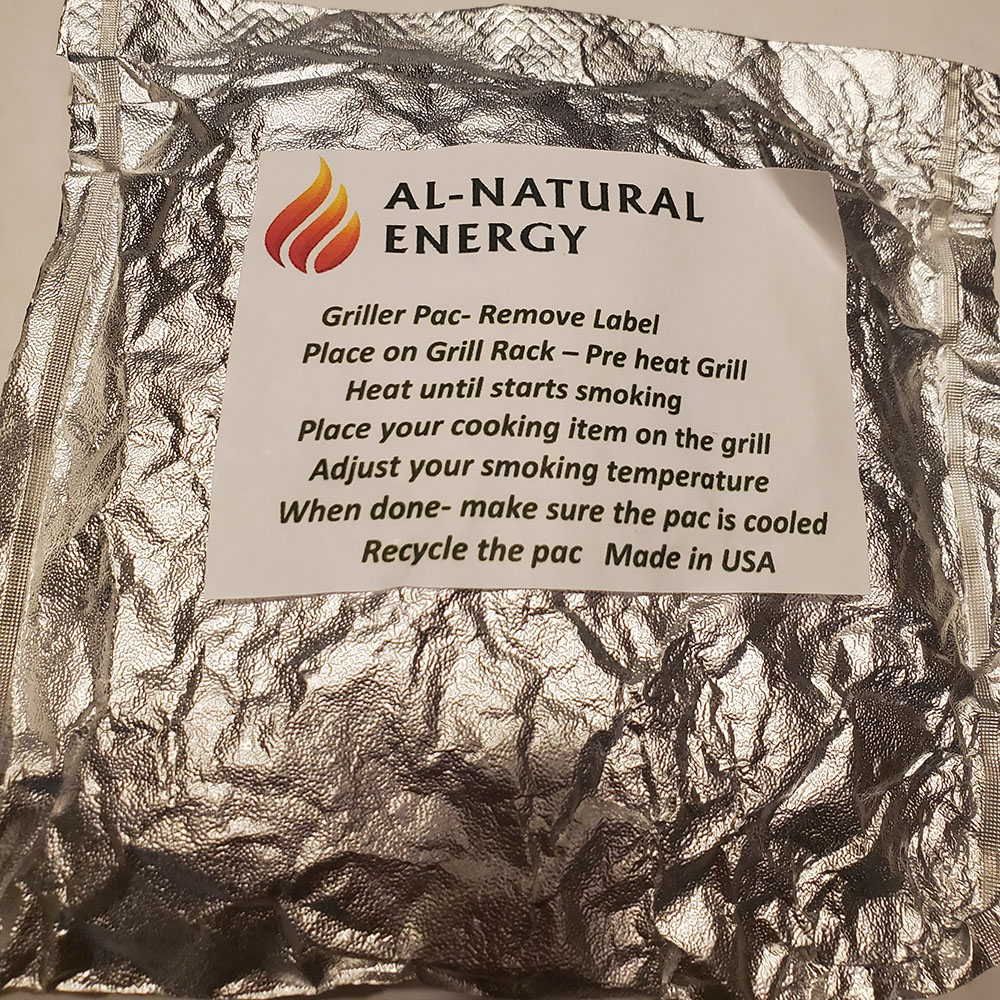 AL-NATURAL
ENERGY
Griller Pac- Remove Label
Place on Grill Rack – Pre heat Grill
Heat until starts smoking
Place your cooking item on the grill
Adjust your smoking temperature
When done- make sure the pac is cooled
Recycle the pac Made in USA